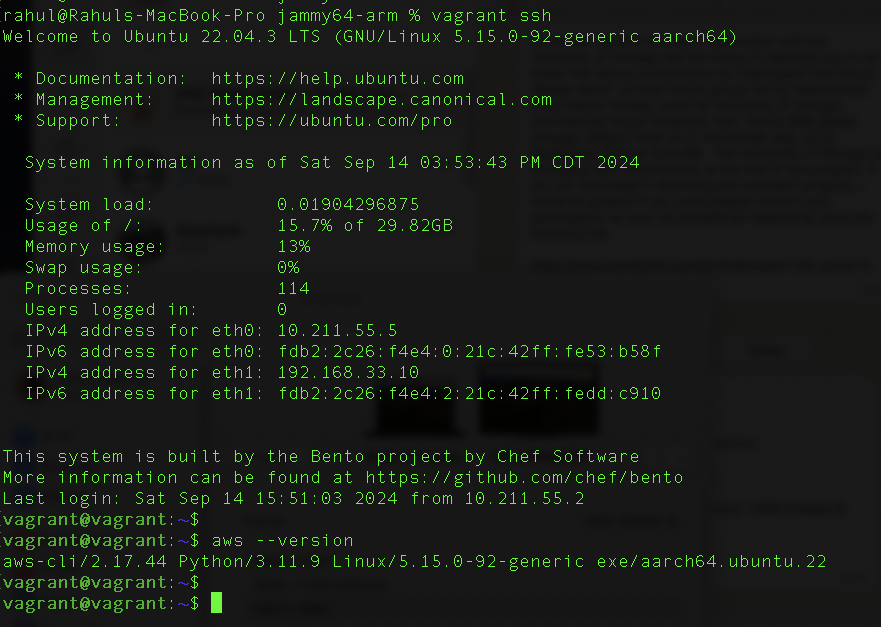 [rahul@Rahuls-MacBook-Pro jammy64-arm % vagrant ssh
Welcome to Ubuntu 22.04.3 LTS (GNU/Linux 5.15.0-92-generic aarch64)
* Documentation: https://help.ubuntu.com
* Management: https://landscape.canonical.com
* Support: https://ubuntu.com/pro
System information as of Sat Sep 14 03:53:43 PM CDT 2024
System load: 0.01904296875
Usage of /: 15.7% of 29.82GB
Memory usage: 13%
Swap usage: 0%
Processes: 114
Users logged in: 0
IPv4 address for eth0: 10.211.55.5
IPv6 address for eth0: fdb2:2c26:f4e4:0:21c:42ff:fe53:b58f
IPv4 address for eth1: 192.168.33.10
IPv6 address for eth1: fdb2:2c26:f4e4:2:21c:42ff:fedd:c910
This system is built by the Bento project by Chef Software
More information can be found at https://github.com/chef/bento
Last login: Sat Sep 14 15:51:03 2024 from 10.211.55.2
[vagrant@vagrant:~$
[vagrant@vagrant:~$ aws --version
aws-cli/2.17.44 Python/3.11.9 Linux/5.15.0-92-generic exe/aarch64.ubuntu.22
[vagrant@vagrant:~$
vagrant@vagrant:~$